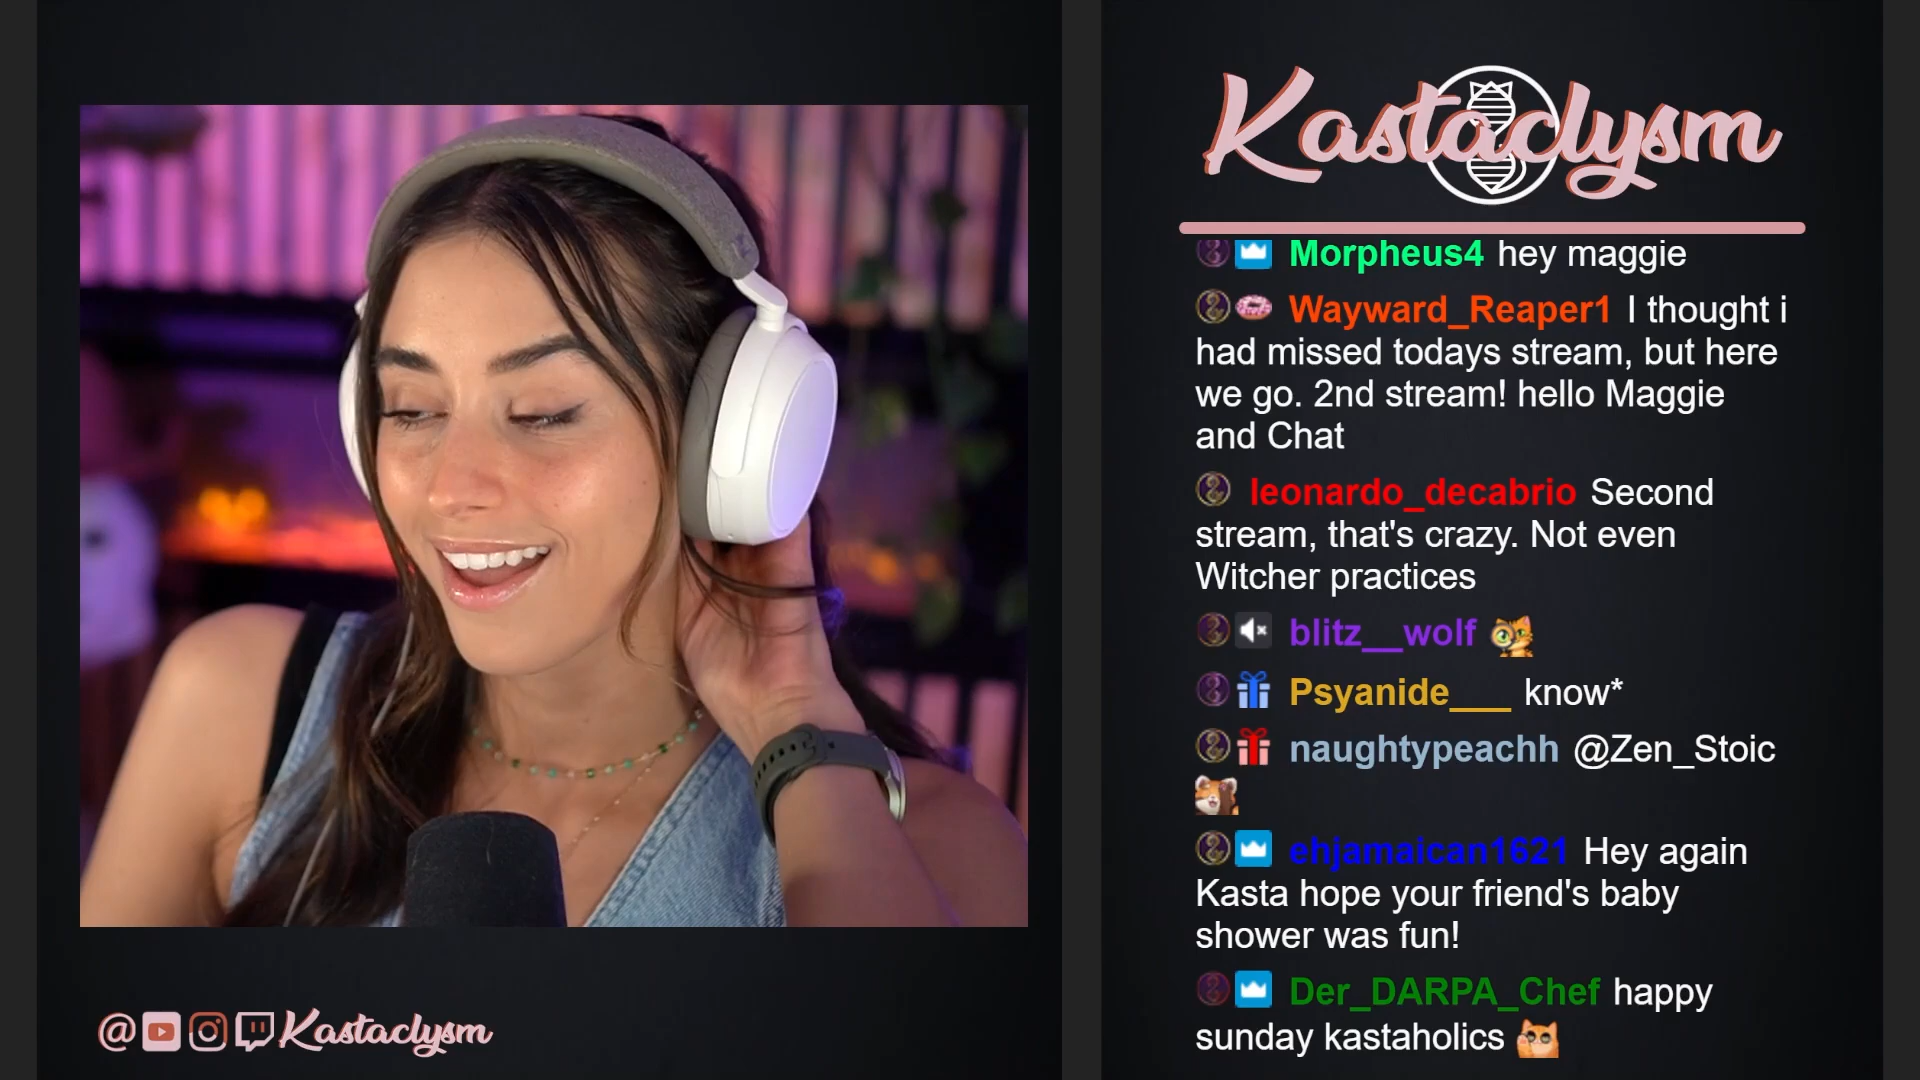 Kastaclysm
Morpheus4 hey maggie
Wayward_Reaper1 I thought i
had missed todays stream, but here
we go. 2nd stream! hello Maggie
and Chat
leonardo_decabrio Second
stream, that's crazy. Not even
Witcher practices
blitz__wolf
Psyanide___ know*
naughtypeachh @Zen_Stoic
ehjamaican1621 Hey again
Kasta hope your friend's baby
shower was fun!
Der_DARPA_Chef happy
sunday kastaholics
@Kastaclysm